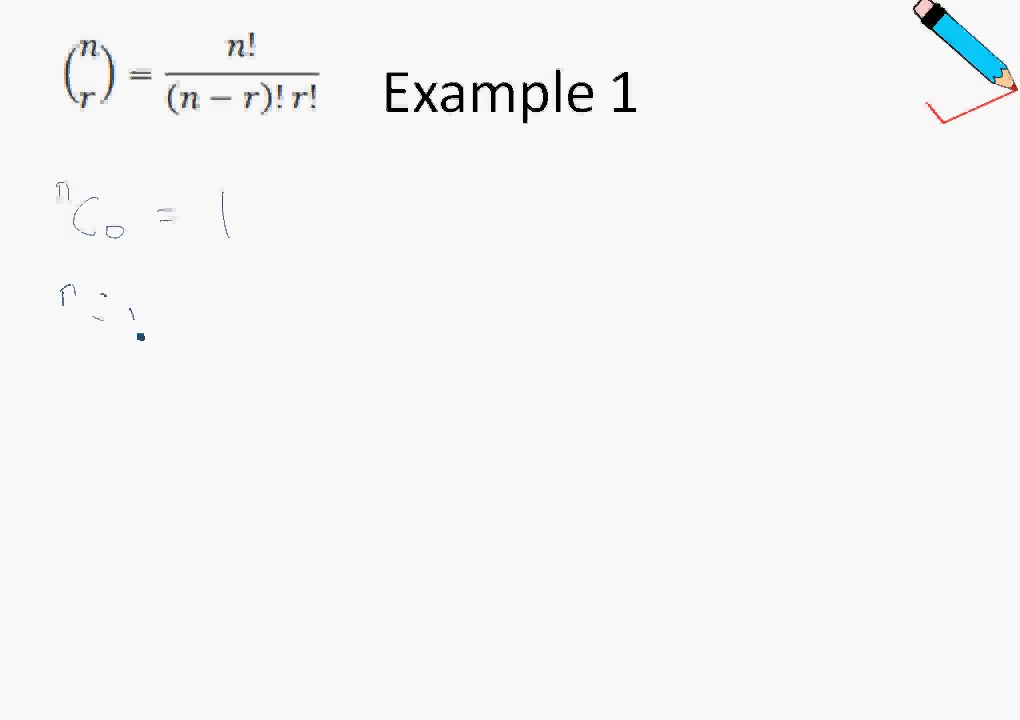 (n r) = n! / (n − r)! r!
Example 1
ⁿC₀ = 1
n =